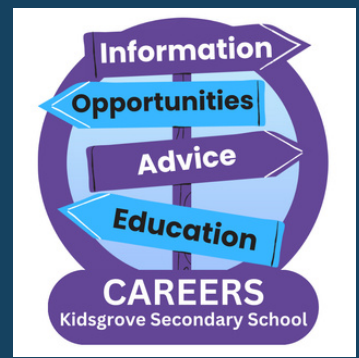 Information
Opportunities
Advice
Education
CAREERS
Kidsgrove Secondary School